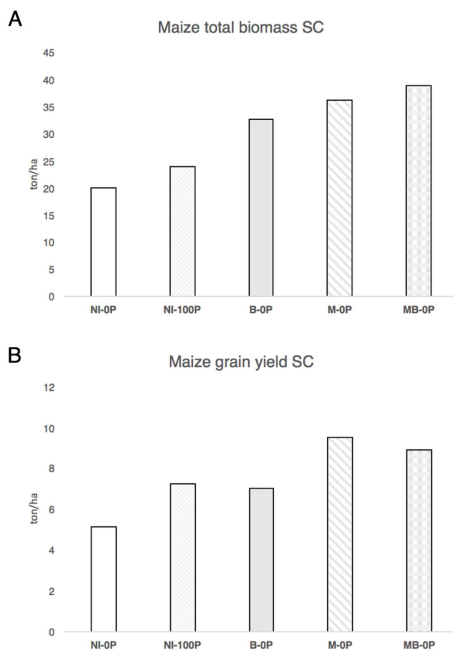 A
Maize total biomass SC
45
40
35
30
25
20
15
10
5
0
ton/ha
NI-0P NI-100P B-0P M-0P MB-0P
B
Maize grain yield SC
12
10
8
6
4
2
0
ton/ha
NI-0P NI-100P B-0P M-0P MB-0P